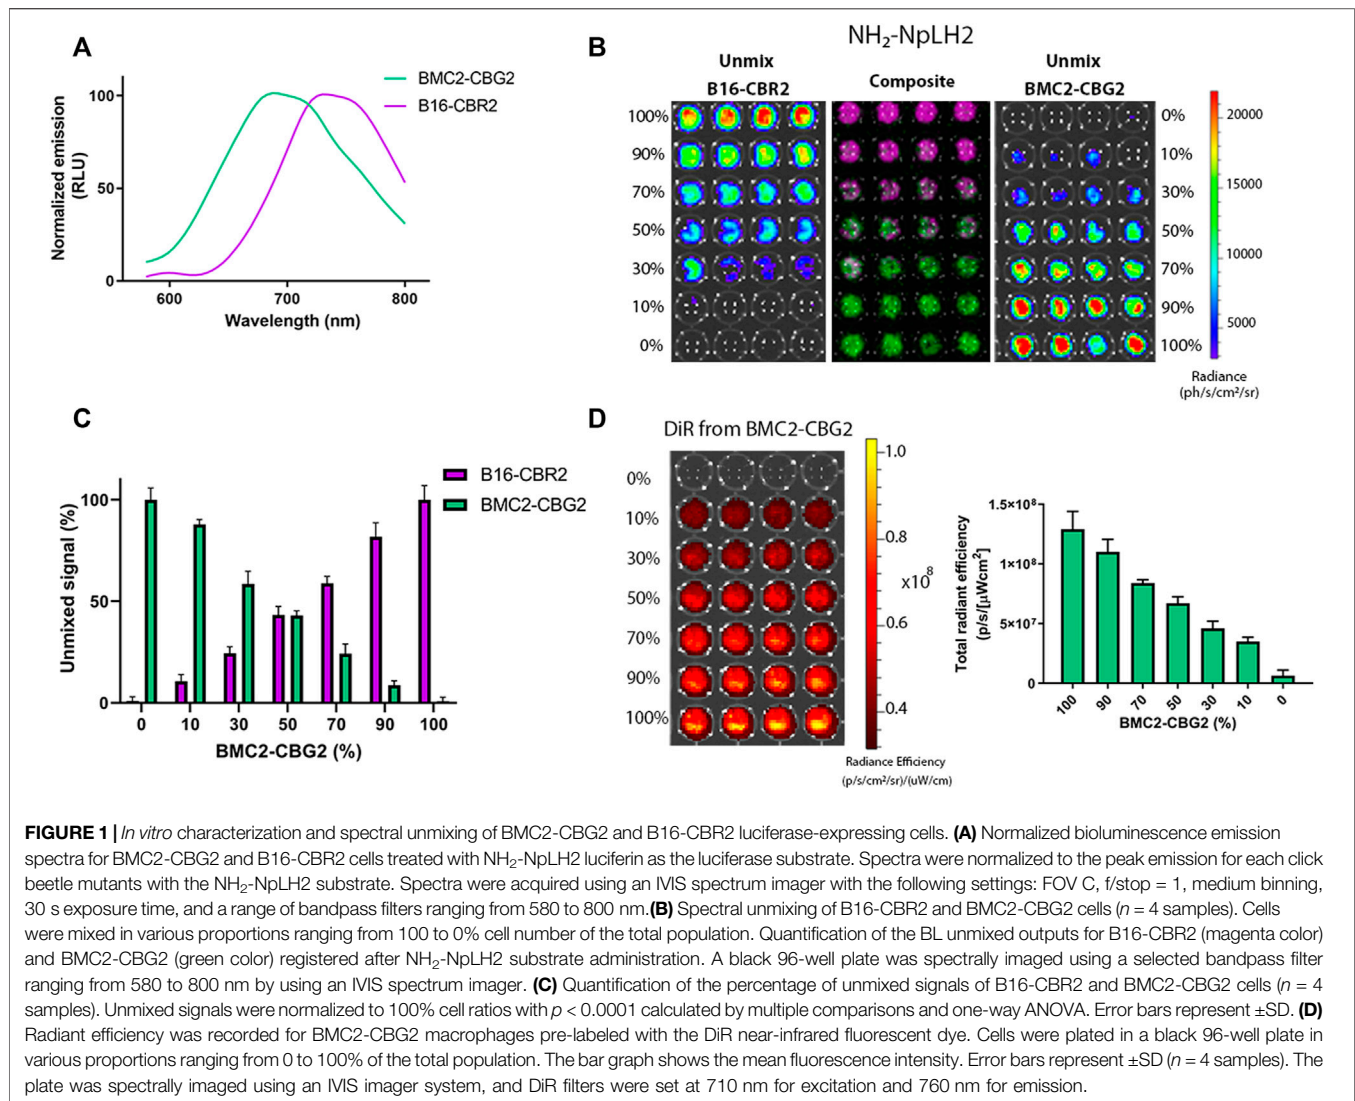 A
BMC2-CBG2
B16-CBR2
Normalized emission
(RLU)
100
50
0
600
700
800
Wavelength (nm)
B
NH₂-NpLH2
Unmix
B16-CBR2
Composite
Unmix
BMC2-CBG2
100%
90%
70%
50%
30%
10%
0%
0%
10%
30%
50%
70%
90%
100%
20000
15000
10000
5000
Radiance
(ph/s/cm²/sr)
C
B16-CBR2
BMC2-CBG2
Unmixed signal (%)
100
50
0
0
10
30
50
70
90
100
BMC2-CBG2 (%)
D
DiR from BMC2-CBG2
0%
10%
30%
50%
70%
90%
100%
1.0
0.8
x10⁸
0.6
0.4
Radiance Efficiency
(p/s/cm²/sr)/(uW/cm)
Total radiant efficiency
(p/s/[µWcm²]
1.5×10⁸
1×10⁸
5×10⁷
0
100
90
70
50
30
10
0
BMC2-CBG2 (%)
FIGURE 1 | In vitro characterization and spectral unmixing of BMC2-CBG2 and B16-CBR2 luciferase-expressing cells. (A) Normalized bioluminescence emission
spectra for BMC2-CBG2 and B16-CBR2 cells treated with NH₂-NpLH2 luciferin as the luciferase substrate. Spectra were normalized to the peak emission for each click
beetle mutants with the NH₂-NpLH2 substrate. Spectra were acquired using an IVIS spectrum imager with the following settings: FOV C, f/stop = 1, medium binning,
30 s exposure time, and a range of bandpass filters ranging from 580 to 800 nm.(B) Spectral unmixing of B16-CBR2 and BMC2-CBG2 cells (n = 4 samples). Cells
were mixed in various proportions ranging from 100 to 0% cell number of the total population. Quantification of the BL unmixed outputs for B16-CBR2 (magenta color)
and BMC2-CBG2 (green color) registered after NH₂-NpLH2 substrate administration. A black 96-well plate was spectrally imaged using a selected bandpass filter
ranging from 580 to 800 nm by using an IVIS spectrum imager. (C) Quantification of the percentage of unmixed signals of B16-CBR2 and BMC2-CBG2 cells (n = 4
samples). Unmixed signals were normalized to 100% cell ratios with p < 0.0001 calculated by multiple comparisons and one-way ANOVA. Error bars represent ±SD. (D)
Radiant efficiency was recorded for BMC2-CBG2 macrophages pre-labeled with the DiR near-infrared fluorescent dye. Cells were plated in a black 96-well plate in
various proportions ranging from 0 to 100% of the total population. The bar graph shows the mean fluorescence intensity. Error bars represent ±SD (n = 4 samples). The
plate was spectrally imaged using an IVIS imager system, and DiR filters were set at 710 nm for excitation and 760 nm for emission.